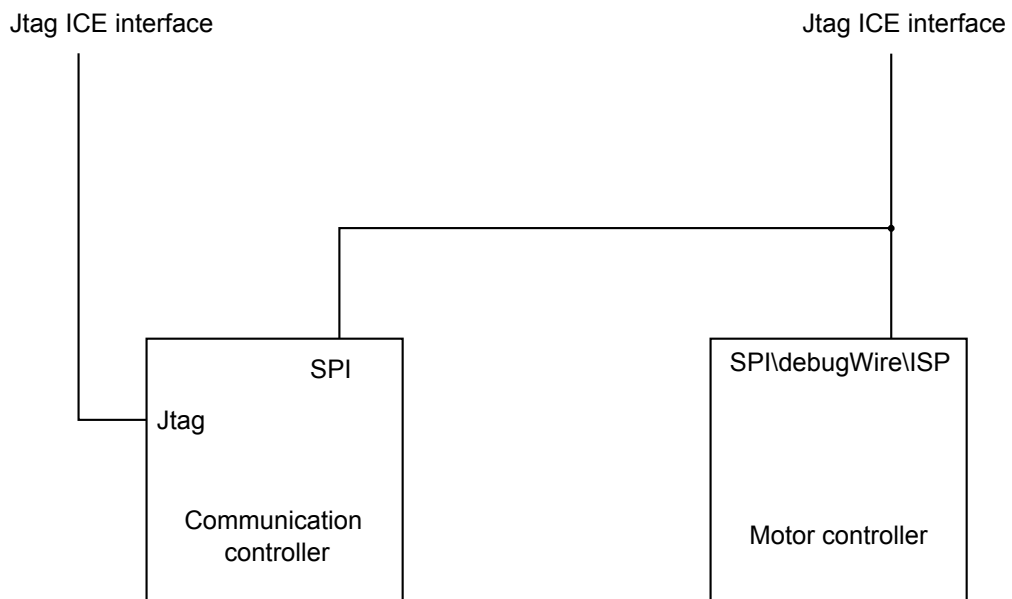 Jtag ICE interface
Jtag ICE interface
SPI
SPI\debugWire\ISP
Jtag
Communication
controller
Motor controller